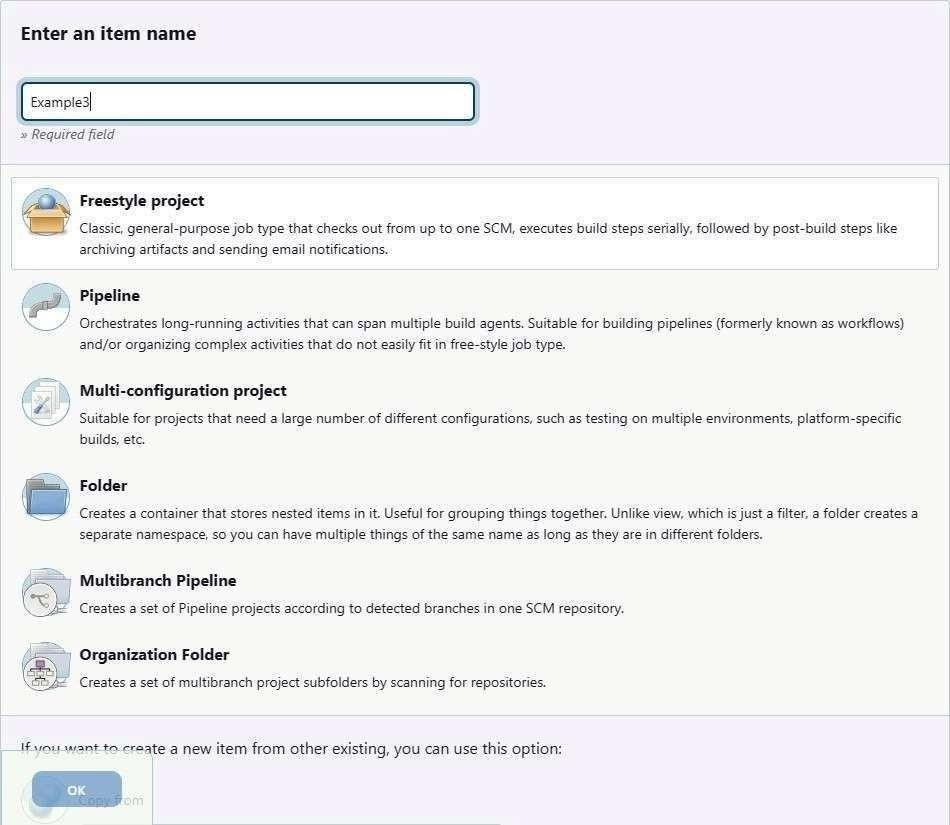 Enter an item name
Example3
» Required field
Freestyle project
Classic, general-purpose job type that checks out from up to one SCM, executes build steps serially, followed by post-build steps like
archiving artifacts and sending email notifications.
Pipeline
Orchestrates long-running activities that can span multiple build agents. Suitable for building pipelines (formerly known as workflows)
and/or organizing complex activities that do not easily fit in free-style job type.
Multi-configuration project
Suitable for projects that need a large number of different configurations, such as testing on multiple environments, platform-specific
builds, etc.
Folder
Creates a container that stores nested items in it. Useful for grouping things together. Unlike view, which is just a filter, a folder creates a
separate namespace, so you can have multiple things of the same name as long as they are in different folders.
Multibranch Pipeline
Creates a set of Pipeline projects according to detected branches in one SCM repository.
Organization Folder
Creates a set of multibranch project subfolders by scanning for repositories.
If you want to create a new item from other existing, you can use this option:
OK
Copy from